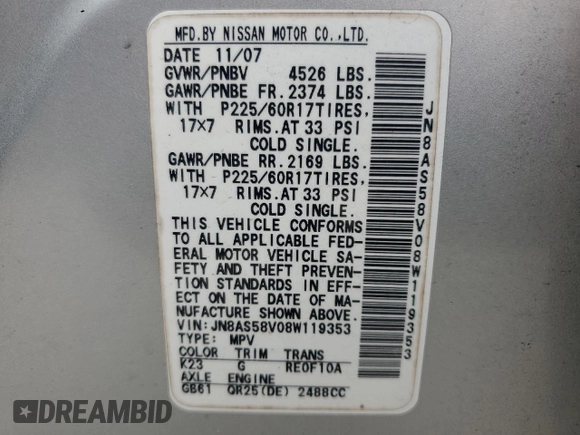 MFD.BY NISSAN MOTOR CO.,LTD.
DATE 11/07
GVWR/PNBV 4526 LBS.
GAWR/PNBE FR.2374 LBS.
WITH P225/60R17TIRES,
17×7 RIMS.AT 33 PSI
COLD SINGLE.
GAWR/PNBE RR.2169 LBS.
WITH P225/60R17TIRES,
17×7 RIMS.AT 33 PSI
COLD SINGLE.
THIS VEHICLE CONFORMS
TO ALL APPLICABLE FED-
ERAL MOTOR VEHICLE SA-
FETY AND THEFT PREVEN-
TION STANDARDS IN EFF-
ECT ON THE DATE OF MA-
NUFACTURE SHOWN ABOVE.
VIN:JN8AS58V08W119353
TYPE: MPV
COLOR TRIM TRANS
K23 G RE0F10A
AXLE ENGINE
GB61 QR25(DE) 2488CC
JN8AS58V08W119353
DREAMBID
DREAMBID.COM